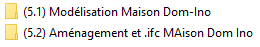 (5.1) Modélisation Maison Dom-Ino
(5.2) Aménagement et .ifc MAison Dom Ino